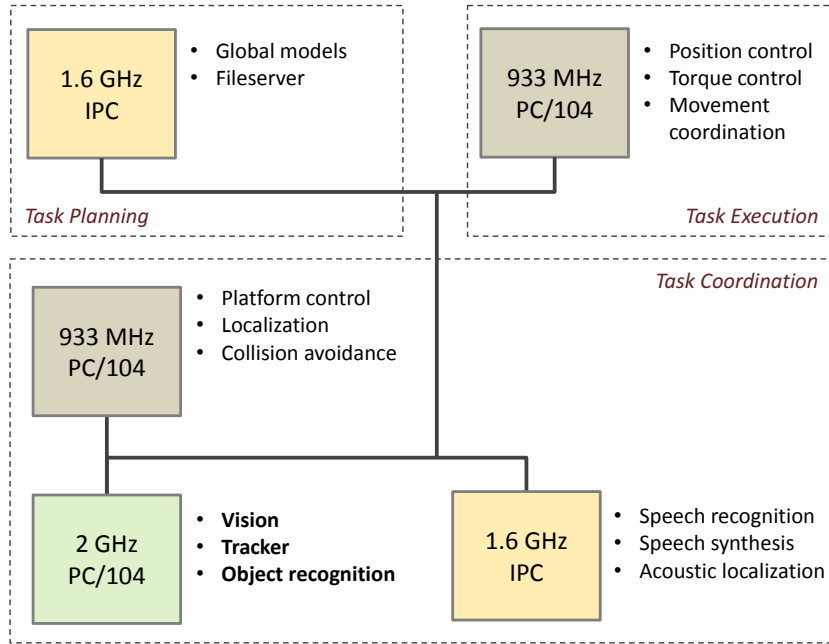 1.6 GHz
IPC
• Global models
• Fileserver
Task Planning
933 MHz
PC/104
• Position control
• Torque control
• Movement
coordination
Task Execution
Task Coordination
933 MHz
PC/104
• Platform control
• Localization
• Collision avoidance
2 GHz
PC/104
• Vision
• Tracker
• Object recognition
1.6 GHz
IPC
• Speech recognition
• Speech synthesis
• Acoustic localization